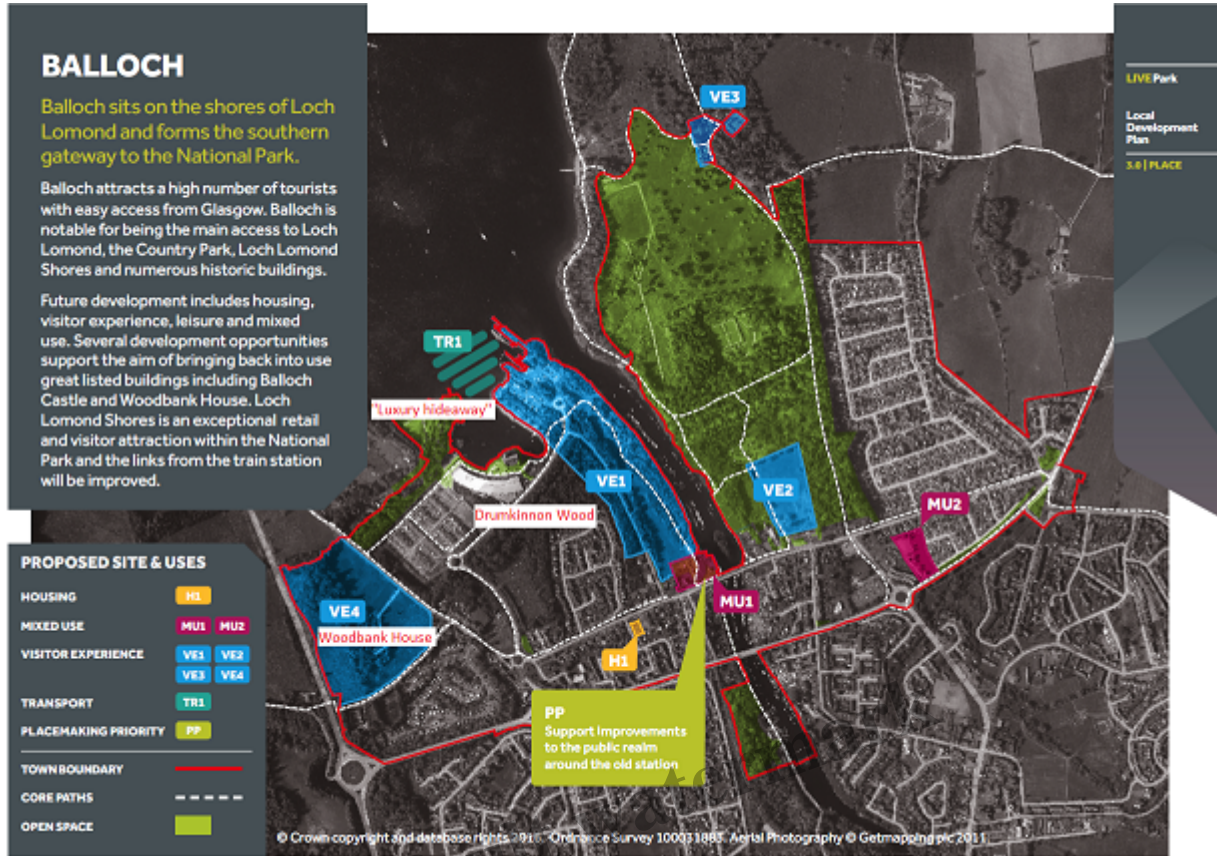 BALLOCH
Balloch sits on the shores of Loch
Lomond and forms the southern
gateway to the National Park.
Balloch attracts a high number of tourists
with easy access from Glasgow. Balloch is
notable for being the main access to Loch
Lomond, the Country Park, Loch Lomond
Shores and numerous historic buildings.
Future development includes housing,
visitor experience, leisure and mixed
use. Several development opportunities
support the aim of bringing back into use
great listed buildings including Balloch
Castle and Woodbank House. Loch
Lomond Shores is an exceptional retail
and visitor attraction within the National
Park and the links from the train station
will be improved.
PROPOSED SITE & USES
HOUSING H1
MIXED USE MU1 MU2
VISITOR EXPERIENCE VE1 VE2
VE3 VE4
TRANSPORT TR1
PLACEMAKING PRIORITY PP
TOWN BOUNDARY
CORE PATHS
OPEN SPACE
VE3
TR1
"Luxury hideaway"
VE1
VE2
Drumkinnon Wood
MU2
VE4
Woodbank House
MU1
H1
PP
Support improvements
to the public realm
around the old station
© Crown copyright and database rights Ordnance Survey 100031883. Aerial Photography © Getmapping plc 2011
LIVE Park
Local
Development
Plan
3.0 | PLACE